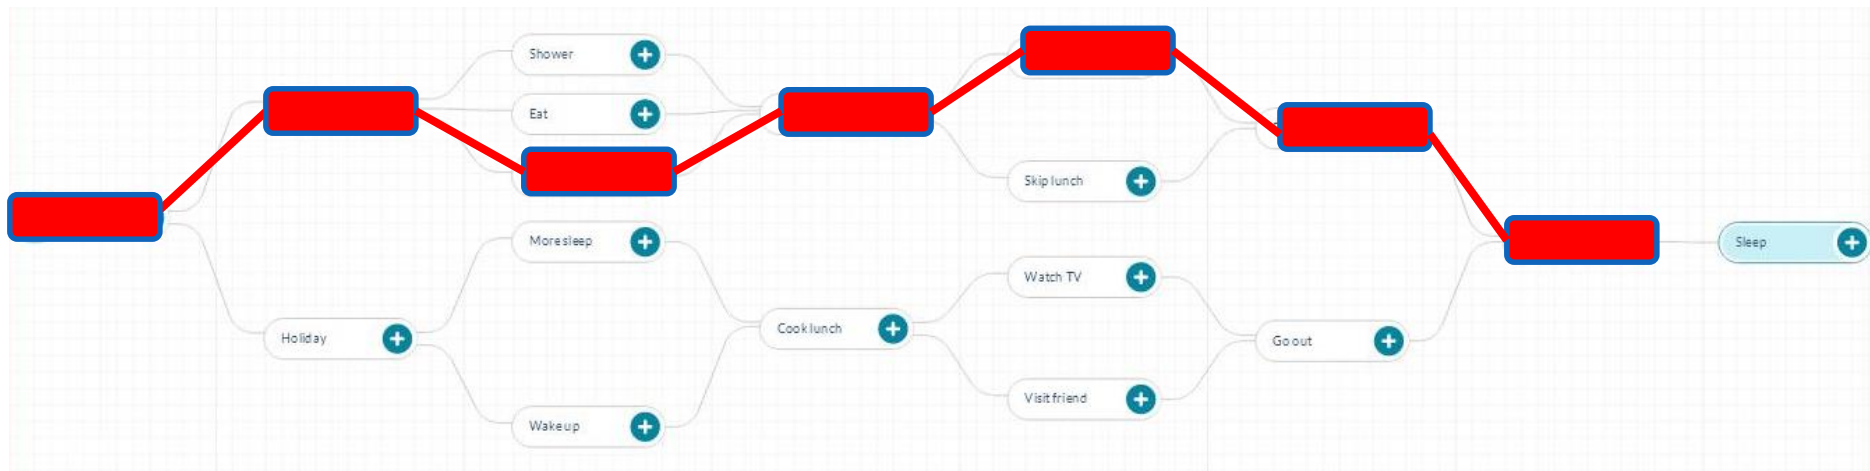 Shower
Eat
Skip lunch
More sleep
Watch TV
Sleep
Holiday
Cook lunch
Go out
Visit friend
Wake up